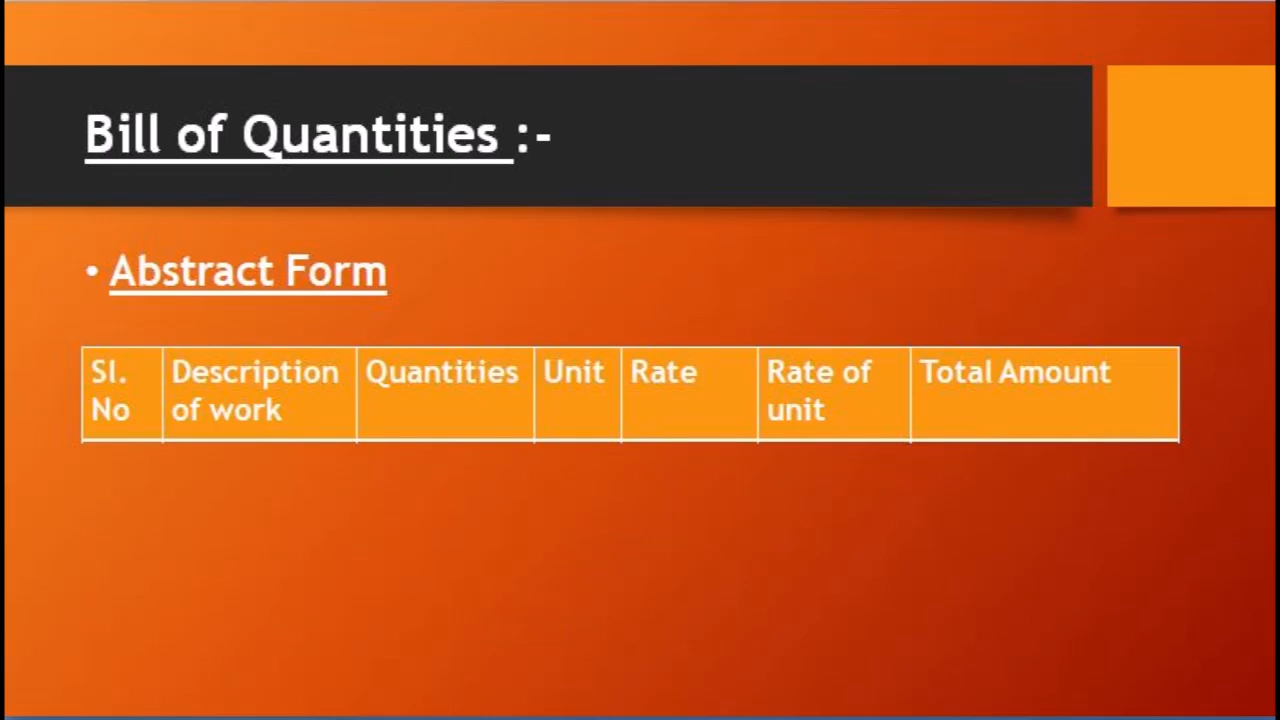 Bill of Quantities :-
• Abstract Form
Sl. Description Quantities Unit Rate Rate of Total Amount
No of work unit